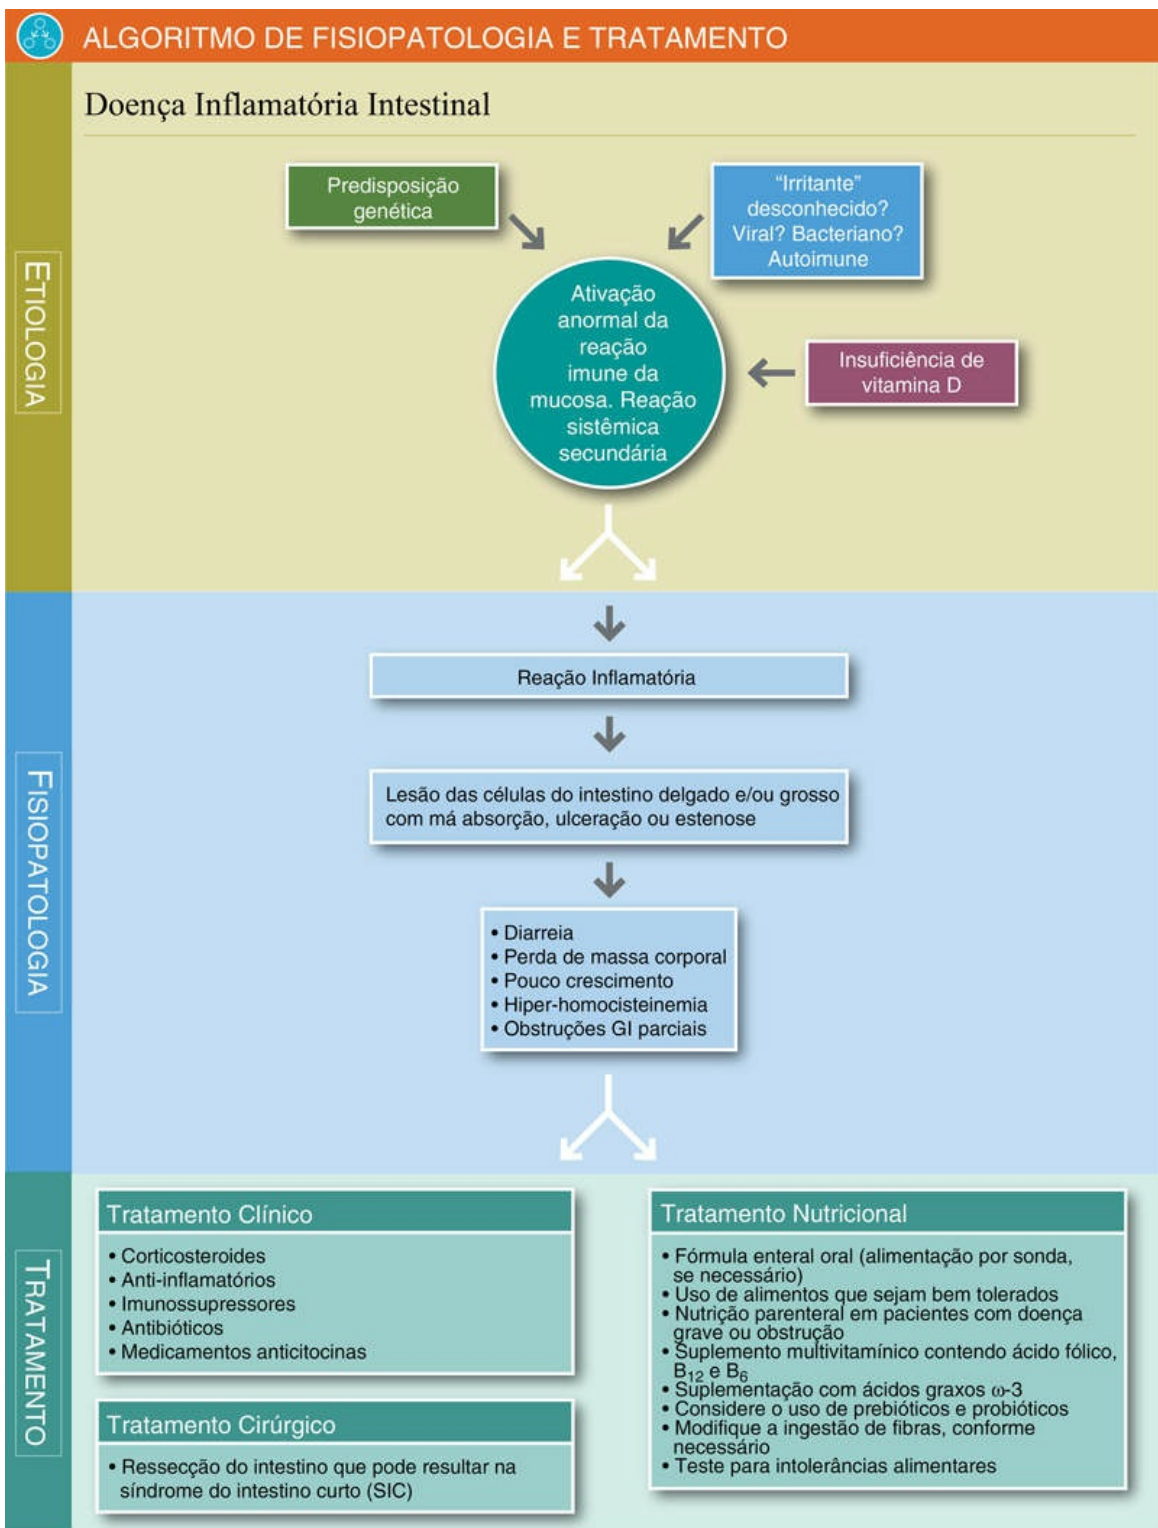 ALGORITMO DE FISIOPATOLOGIA E TRATAMENTO
ETIOLOGIA
Doença Inflamatória Intestinal
Predisposição
genética
“Irritante”
desconhecido?
Viral? Bacteriano?
Autoimune
Ativação
anormal da
reação
imune da
mucosa. Reação
sistêmica
secundária
Insuficiência de
vitamina D
FISIOPATOLOGIA
Reação Inflamatória
Lesão das células do intestino delgado e/ou grosso
com má absorção, ulceração ou estenose
• Diarreia
• Perda de massa corporal
• Pouco crescimento
• Hiper-homocisteinemia
• Obstruções GI parciais
TRATAMENTO
Tratamento Clínico
• Corticosteroides
• Anti-inflamatórios
• Imunossupressores
• Antibióticos
• Medicamentos anticitocinas
Tratamento Cirúrgico
• Ressecção do intestino que pode resultar na
síndrome do intestino curto (SIC)
Tratamento Nutricional
• Fórmula enteral oral (alimentação por sonda,
se necessário)
• Uso de alimentos que sejam bem tolerados
• Nutrição parenteral em pacientes com doença
grave ou obstrução
• Suplemento multivitamínico contendo ácido fólico,
B12 e B6
• Suplementação com ácidos graxos ω-3
• Considere o uso de prebióticos e probióticos
• Modifique a ingestão de fibras, conforme
necessário
• Teste para intolerâncias alimentares